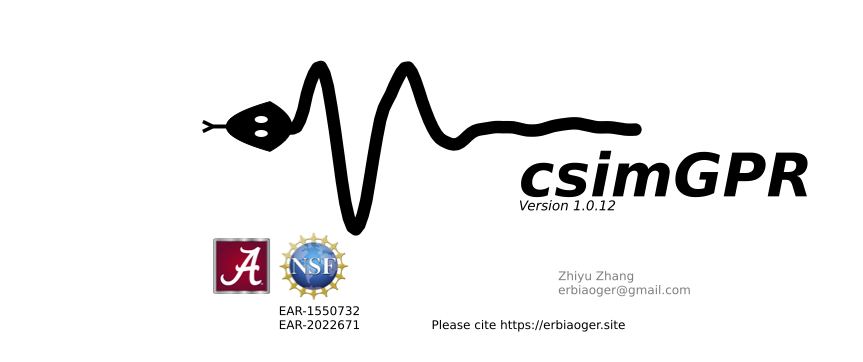 csimGPR
Version 1.0.12
A
NSF
Zhiyu Zhang
erbiaoger@gmail.com
EAR-1550732
EAR-2022671
Please cite https://erbiaoger.site